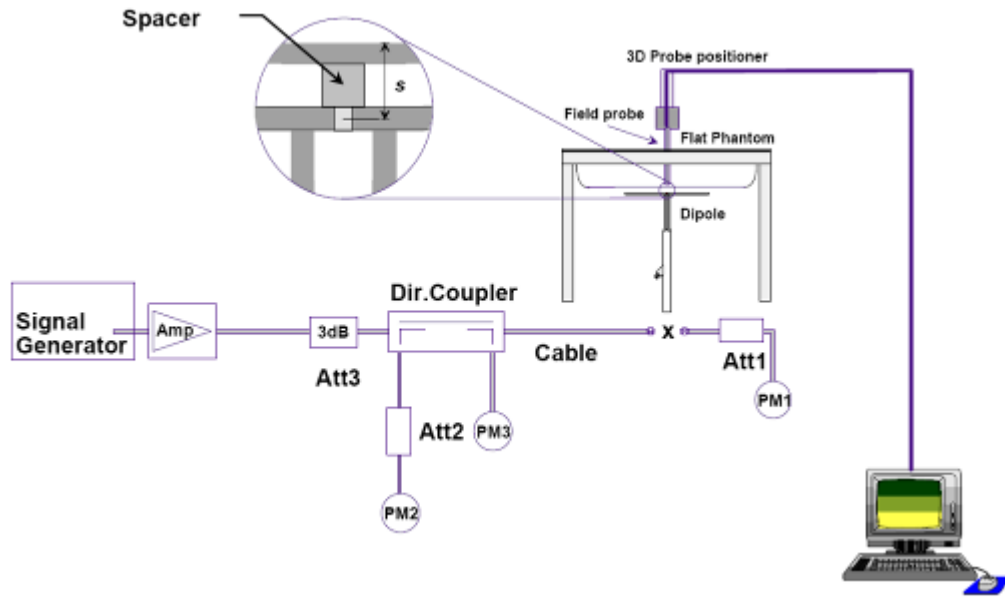 Spacer
s
3D Probe positioner
Field probe
Flat Phantom
Dipole
Signal
Generator
Amp
3dB
Att3
Dir.Coupler
Cable
x
Att1
PM1
Att2
PM3
PM2